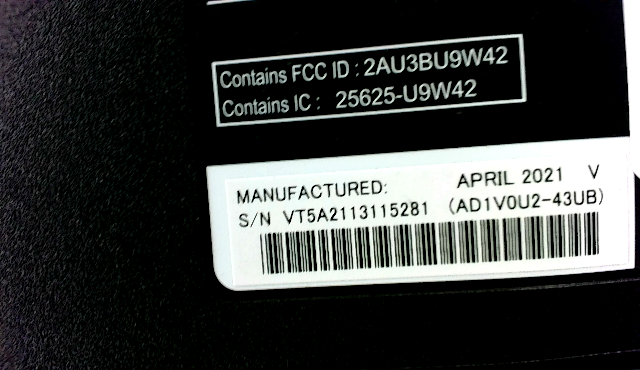 Contains FCC ID : 2AU3BU9W42
Contains IC : 25625-U9W42
MANUFACTURED: APRIL 2021 V
S/N VT5A2113115281 (AD1V0U2-43UB)